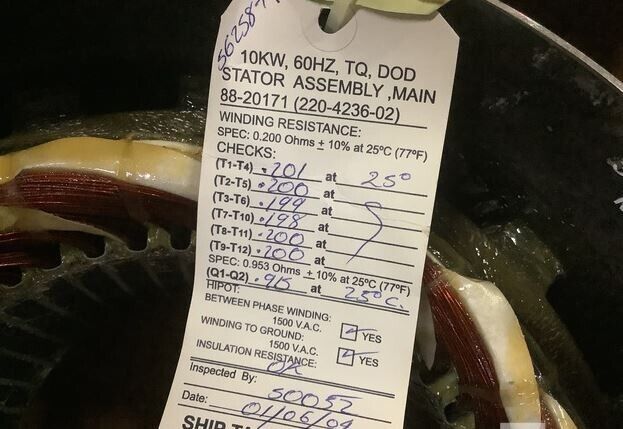 10KW, 60HZ, TQ, DOD
STATOR ASSEMBLY ,MAIN
88-20171 (220-4236-02)
WINDING RESISTANCE:
SPEC: 0.200 Ohms ± 10% at 25°C (77°F)
CHECKS:
(T1-T4) .201 at 25°
(T2-T5) .200 at
(T3-T6) .199 at
(T7-T10) .198 at
(T8-T11) .200 at
(T9-T12) .200 at
SPEC: 0.953 Ohms ± 10% at 25°C (77°F)
(Q1-Q2) .915 at 25°C.
HIPOT:
BETWEEN PHASE WINDING:
1500 V.A.C. YES
WINDING TO GROUND:
1500 V.A.C. YES
INSULATION RESISTANCE:
OK
Inspected By: S0052
Date: 01/06/04